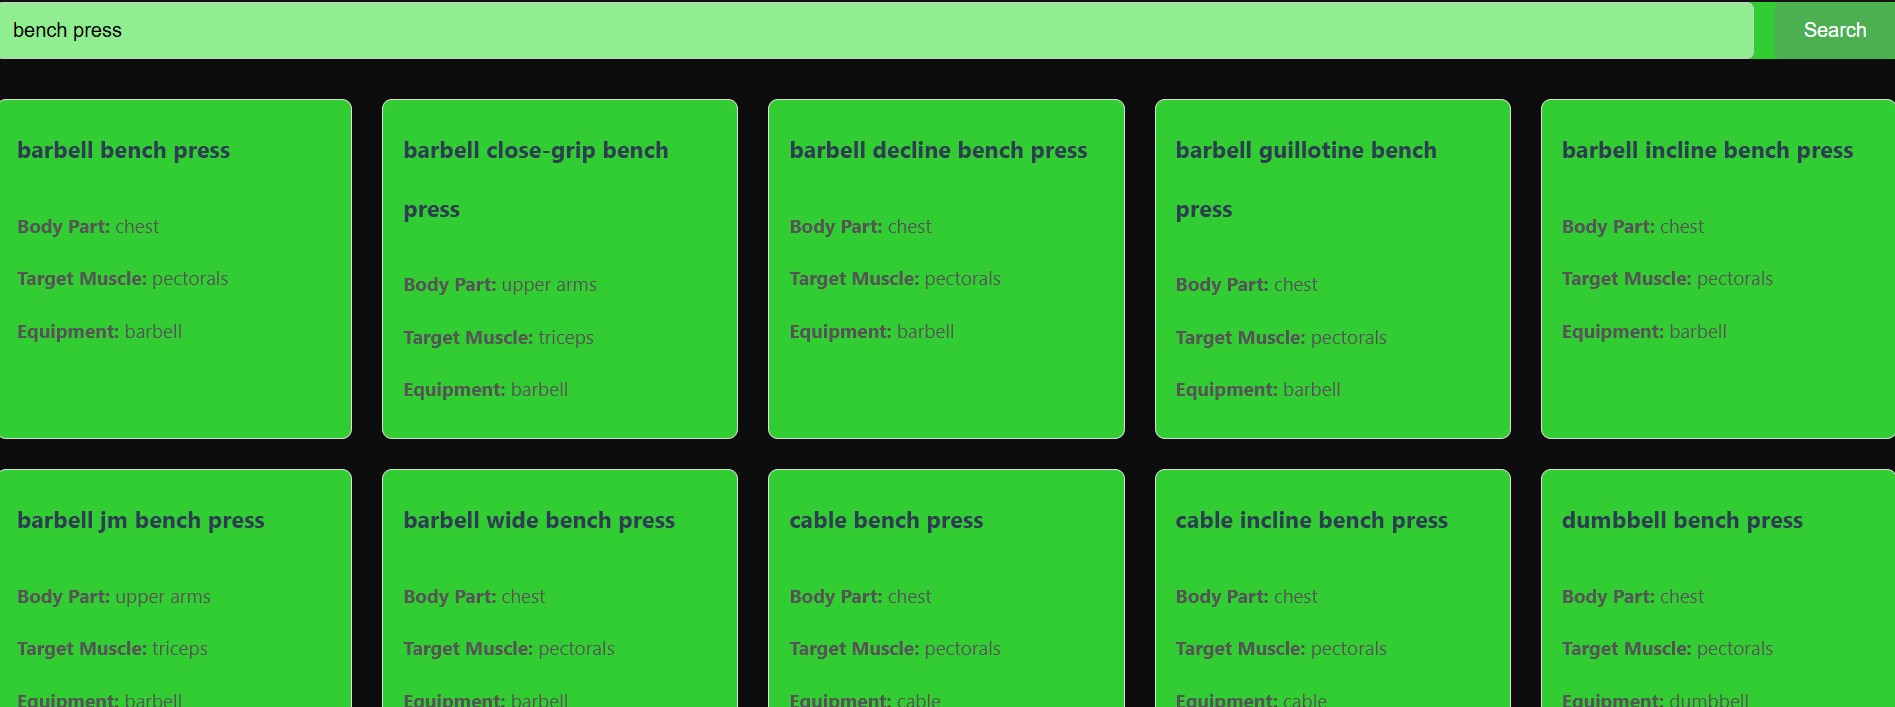 bench press
Search
barbell bench press
Body Part: chest
Target Muscle: pectorals
Equipment: barbell
barbell close-grip bench
press
Body Part: upper arms
Target Muscle: triceps
Equipment: barbell
barbell decline bench press
Body Part: chest
Target Muscle: pectorals
Equipment: barbell
barbell guillotine bench
press
Body Part: chest
Target Muscle: pectorals
Equipment: barbell
barbell incline bench press
Body Part: chest
Target Muscle: pectorals
Equipment: barbell
barbell jm bench press
Body Part: upper arms
Target Muscle: triceps
Equipment: barbell
barbell wide bench press
Body Part: chest
Target Muscle: pectorals
Equipment: barbell
cable bench press
Body Part: chest
Target Muscle: pectorals
Equipment: cable
cable incline bench press
Body Part: chest
Target Muscle: pectorals
Equipment: cable
dumbbell bench press
Body Part: chest
Target Muscle: pectorals
Equipment: dumbbell